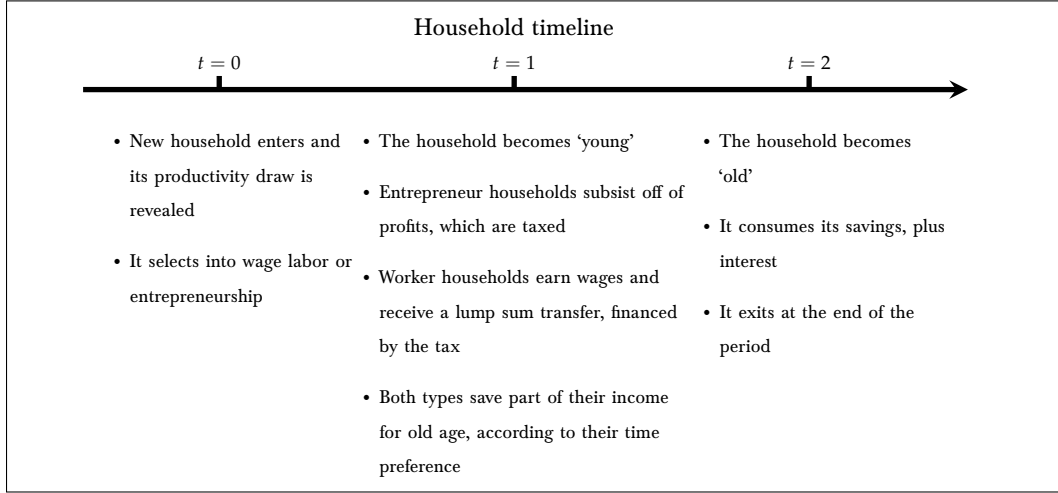 Household timeline
t = 0
t = 1
t = 2
• New household enters and
its productivity draw is
revealed
• It selects into wage labor or
entrepreneurship
• The household becomes ‘young’
• Entrepreneur households subsist off of
profits, which are taxed
• Worker households earn wages and
receive a lump sum transfer, financed
by the tax
• Both types save part of their income
for old age, according to their time
preference
• The household becomes
‘old’
• It consumes its savings, plus
interest
• It exits at the end of the
period